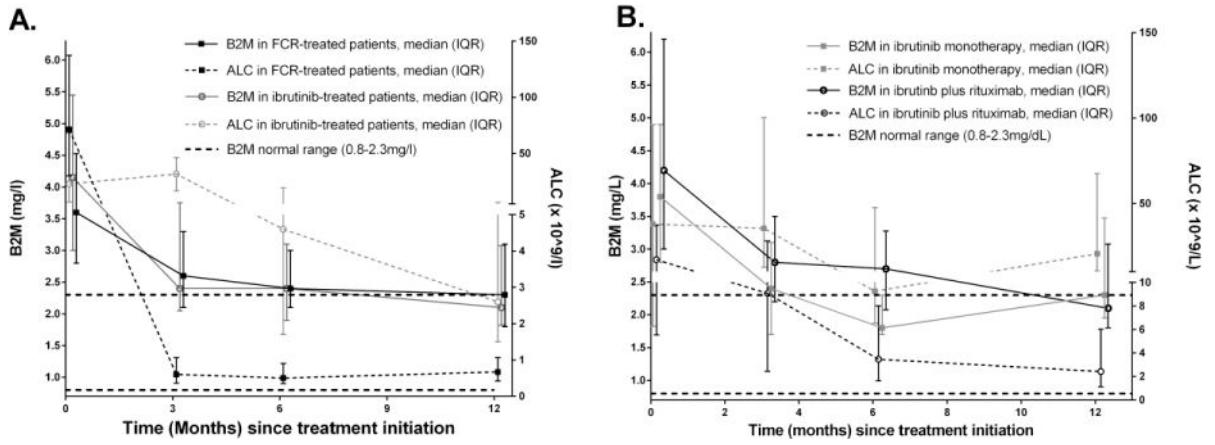 A.
B2M in FCR-treated patients, median (IQR)
ALC in FCR-treated patients, median (IQR)
B2M in ibrutinib-treated patients, median (IQR)
ALC in ibrutinib-treated patients, median (IQR)
B2M normal range (0.8-2.3mg/l)
B2M (mg/l)
6.0
5.5
5.0
4.5
4.0
3.5
3.0
2.5
2.0
1.5
1.0
ALC (x 10^9/l)
150
100
50
5
4
3
2
1
0
0 3 6 9 12
Time (Months) since treatment initiation
B.
B2M in ibrutinib monotherapy, median (IQR)
ALC in ibrutinib monotherapy, median (IQR)
B2M in ibrutinb plus rituximab, median (IQR)
ALC in ibrutinib plus rituximab, median (IQR)
B2M normal range (0.8-2.3mg/dL)
B2M (mg/L)
6.0
5.5
5.0
4.5
4.0
3.5
3.0
2.5
2.0
1.5
1.0
ALC (x 10^9/L)
150
100
50
10
8
6
4
2
0
0 2 4 6 8 10 12
Time (months) since treatment initiation